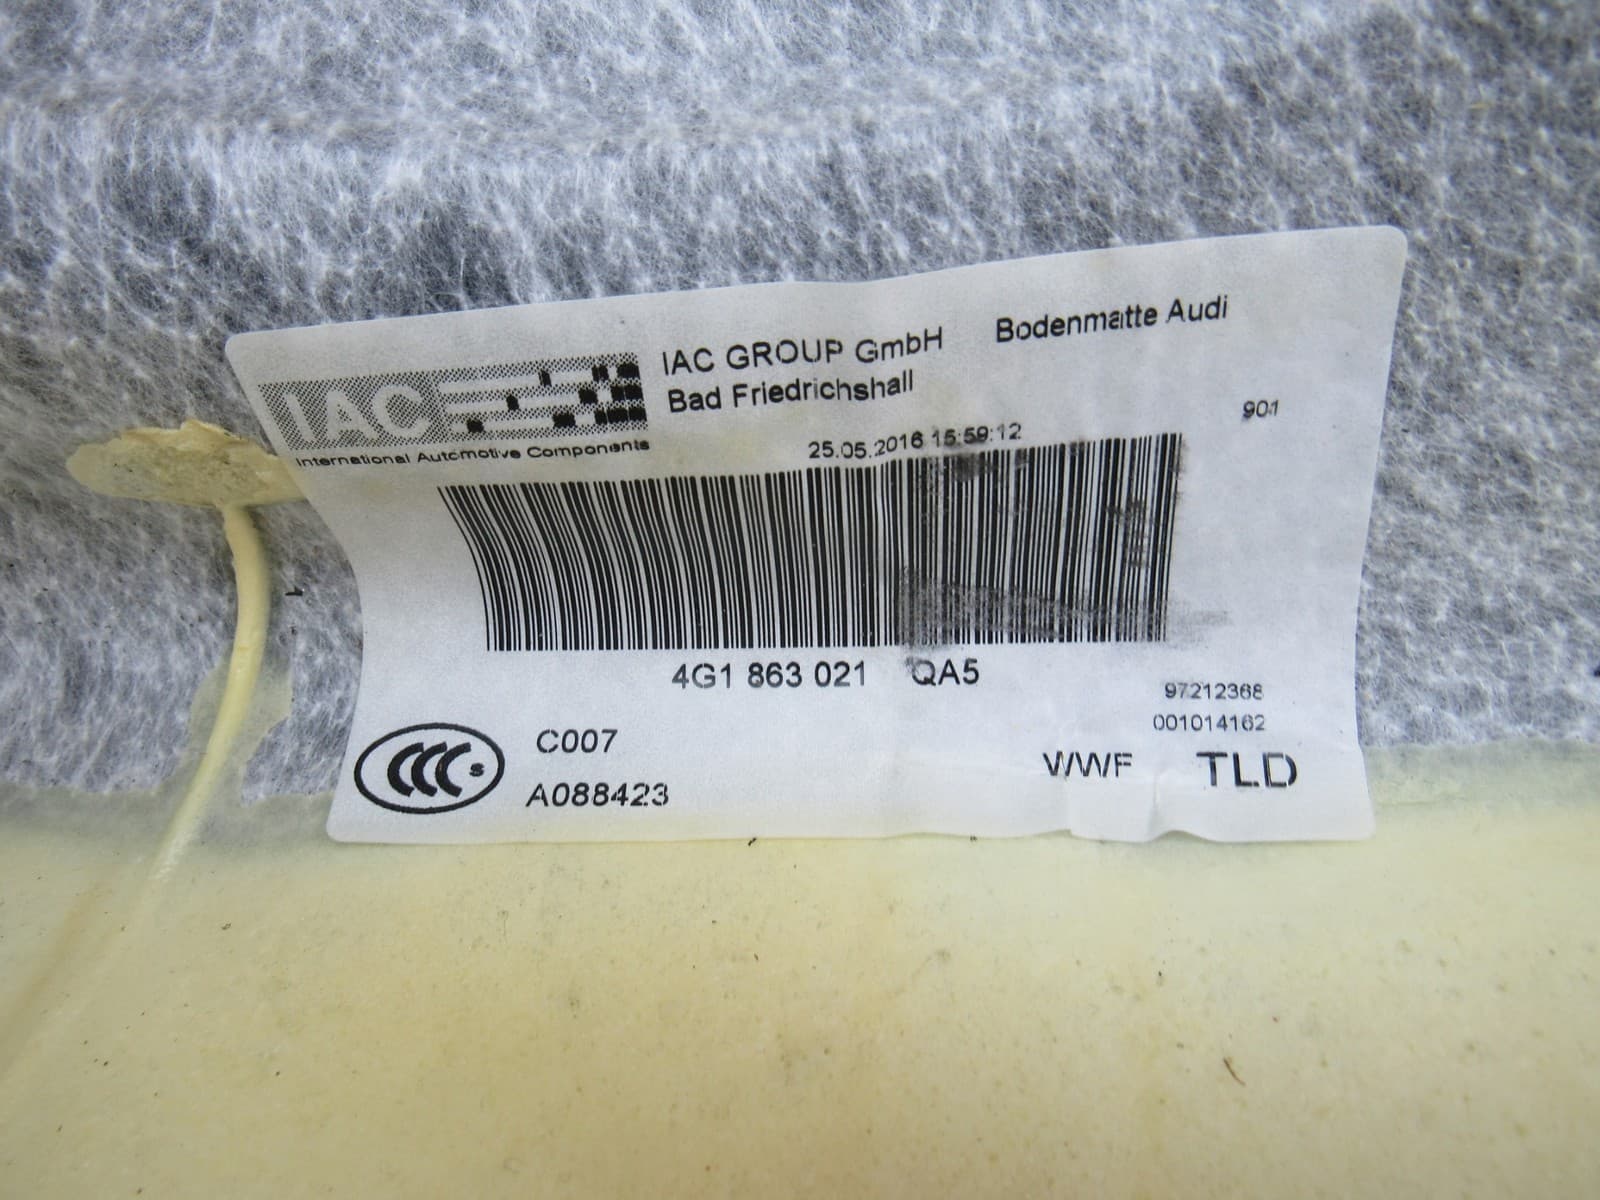 IAC
International Automotive Components
IAC GROUP GmbH
Bad Friedrichshall
Bodenmatte Audi
901
25.05.2016 15:59:12
4G1 863 021 QA5
97212368
001014162
CCC S
C007
A088423
WWF TLD